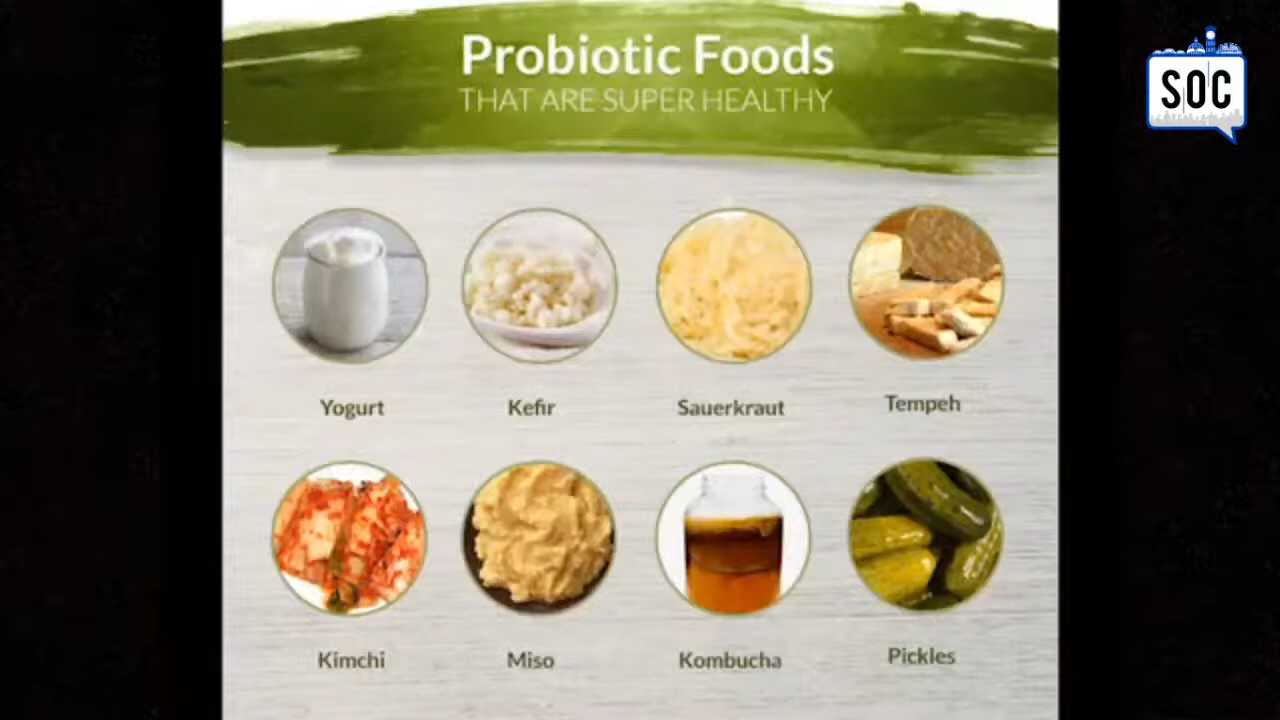 Probiotic Foods
THAT ARE SUPER HEALTHY
SOC
Yogurt Kefir Sauerkraut Tempeh
Kimchi Miso Kombucha Pickles